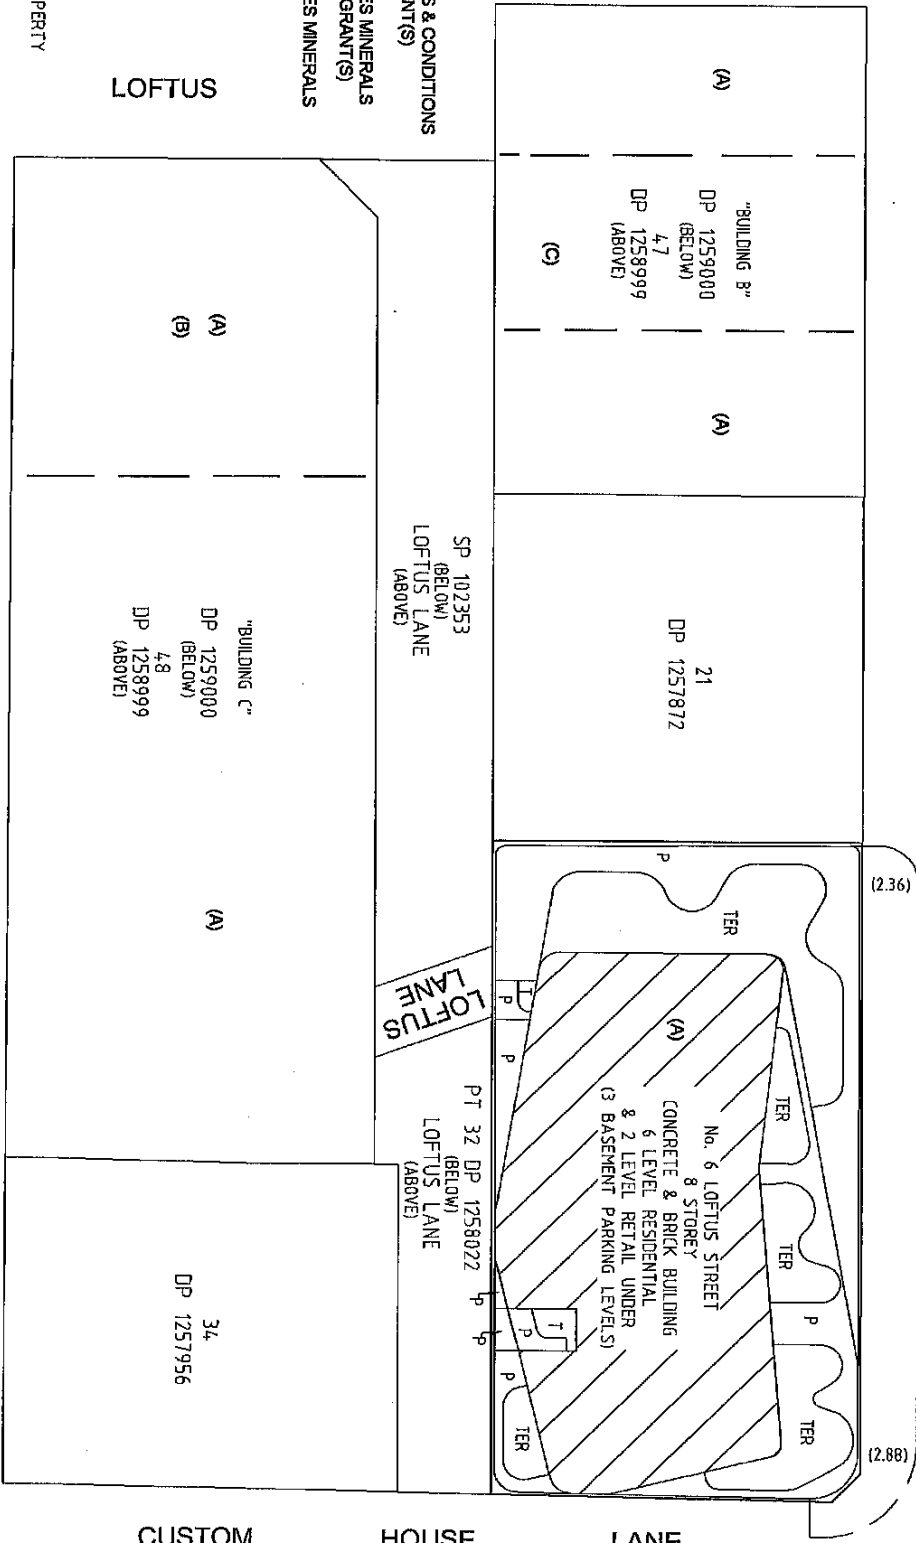 S & CONDITIONS
NT(S)
ES MINERALS
GRANT(S)
ES MINERALS
PERTY
LOFTUS
(A)
"BUILDING B"
DP 1259000
(BELOW)
47
DP 1258999
(ABOVE)
(C)
(A)
21
DP 1257872
(2.36)
P
TER
(A)
No. 6 LOFTUS STREET
8 STOREY
CONCRETE & BRICK BUILDING
6 LEVEL RESIDENTIAL
& 2 LEVEL RETAIL UNDER
(3 BASEMENT PARKING LEVELS)
TER
TER
P
TER
(2.88)
T
P
P
T
P
P
P
P
TER
SP 102353
(BELOW)
LOFTUS LANE
(ABOVE)
LOFTUS
LANE
PT 32 DP 1258022
(BELOW)
LOFTUS LANE
(ABOVE)
(A)
(B)
"BUILDING C"
DP 1259000
(BELOW)
48
DP 1258999
(ABOVE)
(A)
34
DP 1257956
CUSTOM HOUSE LANE